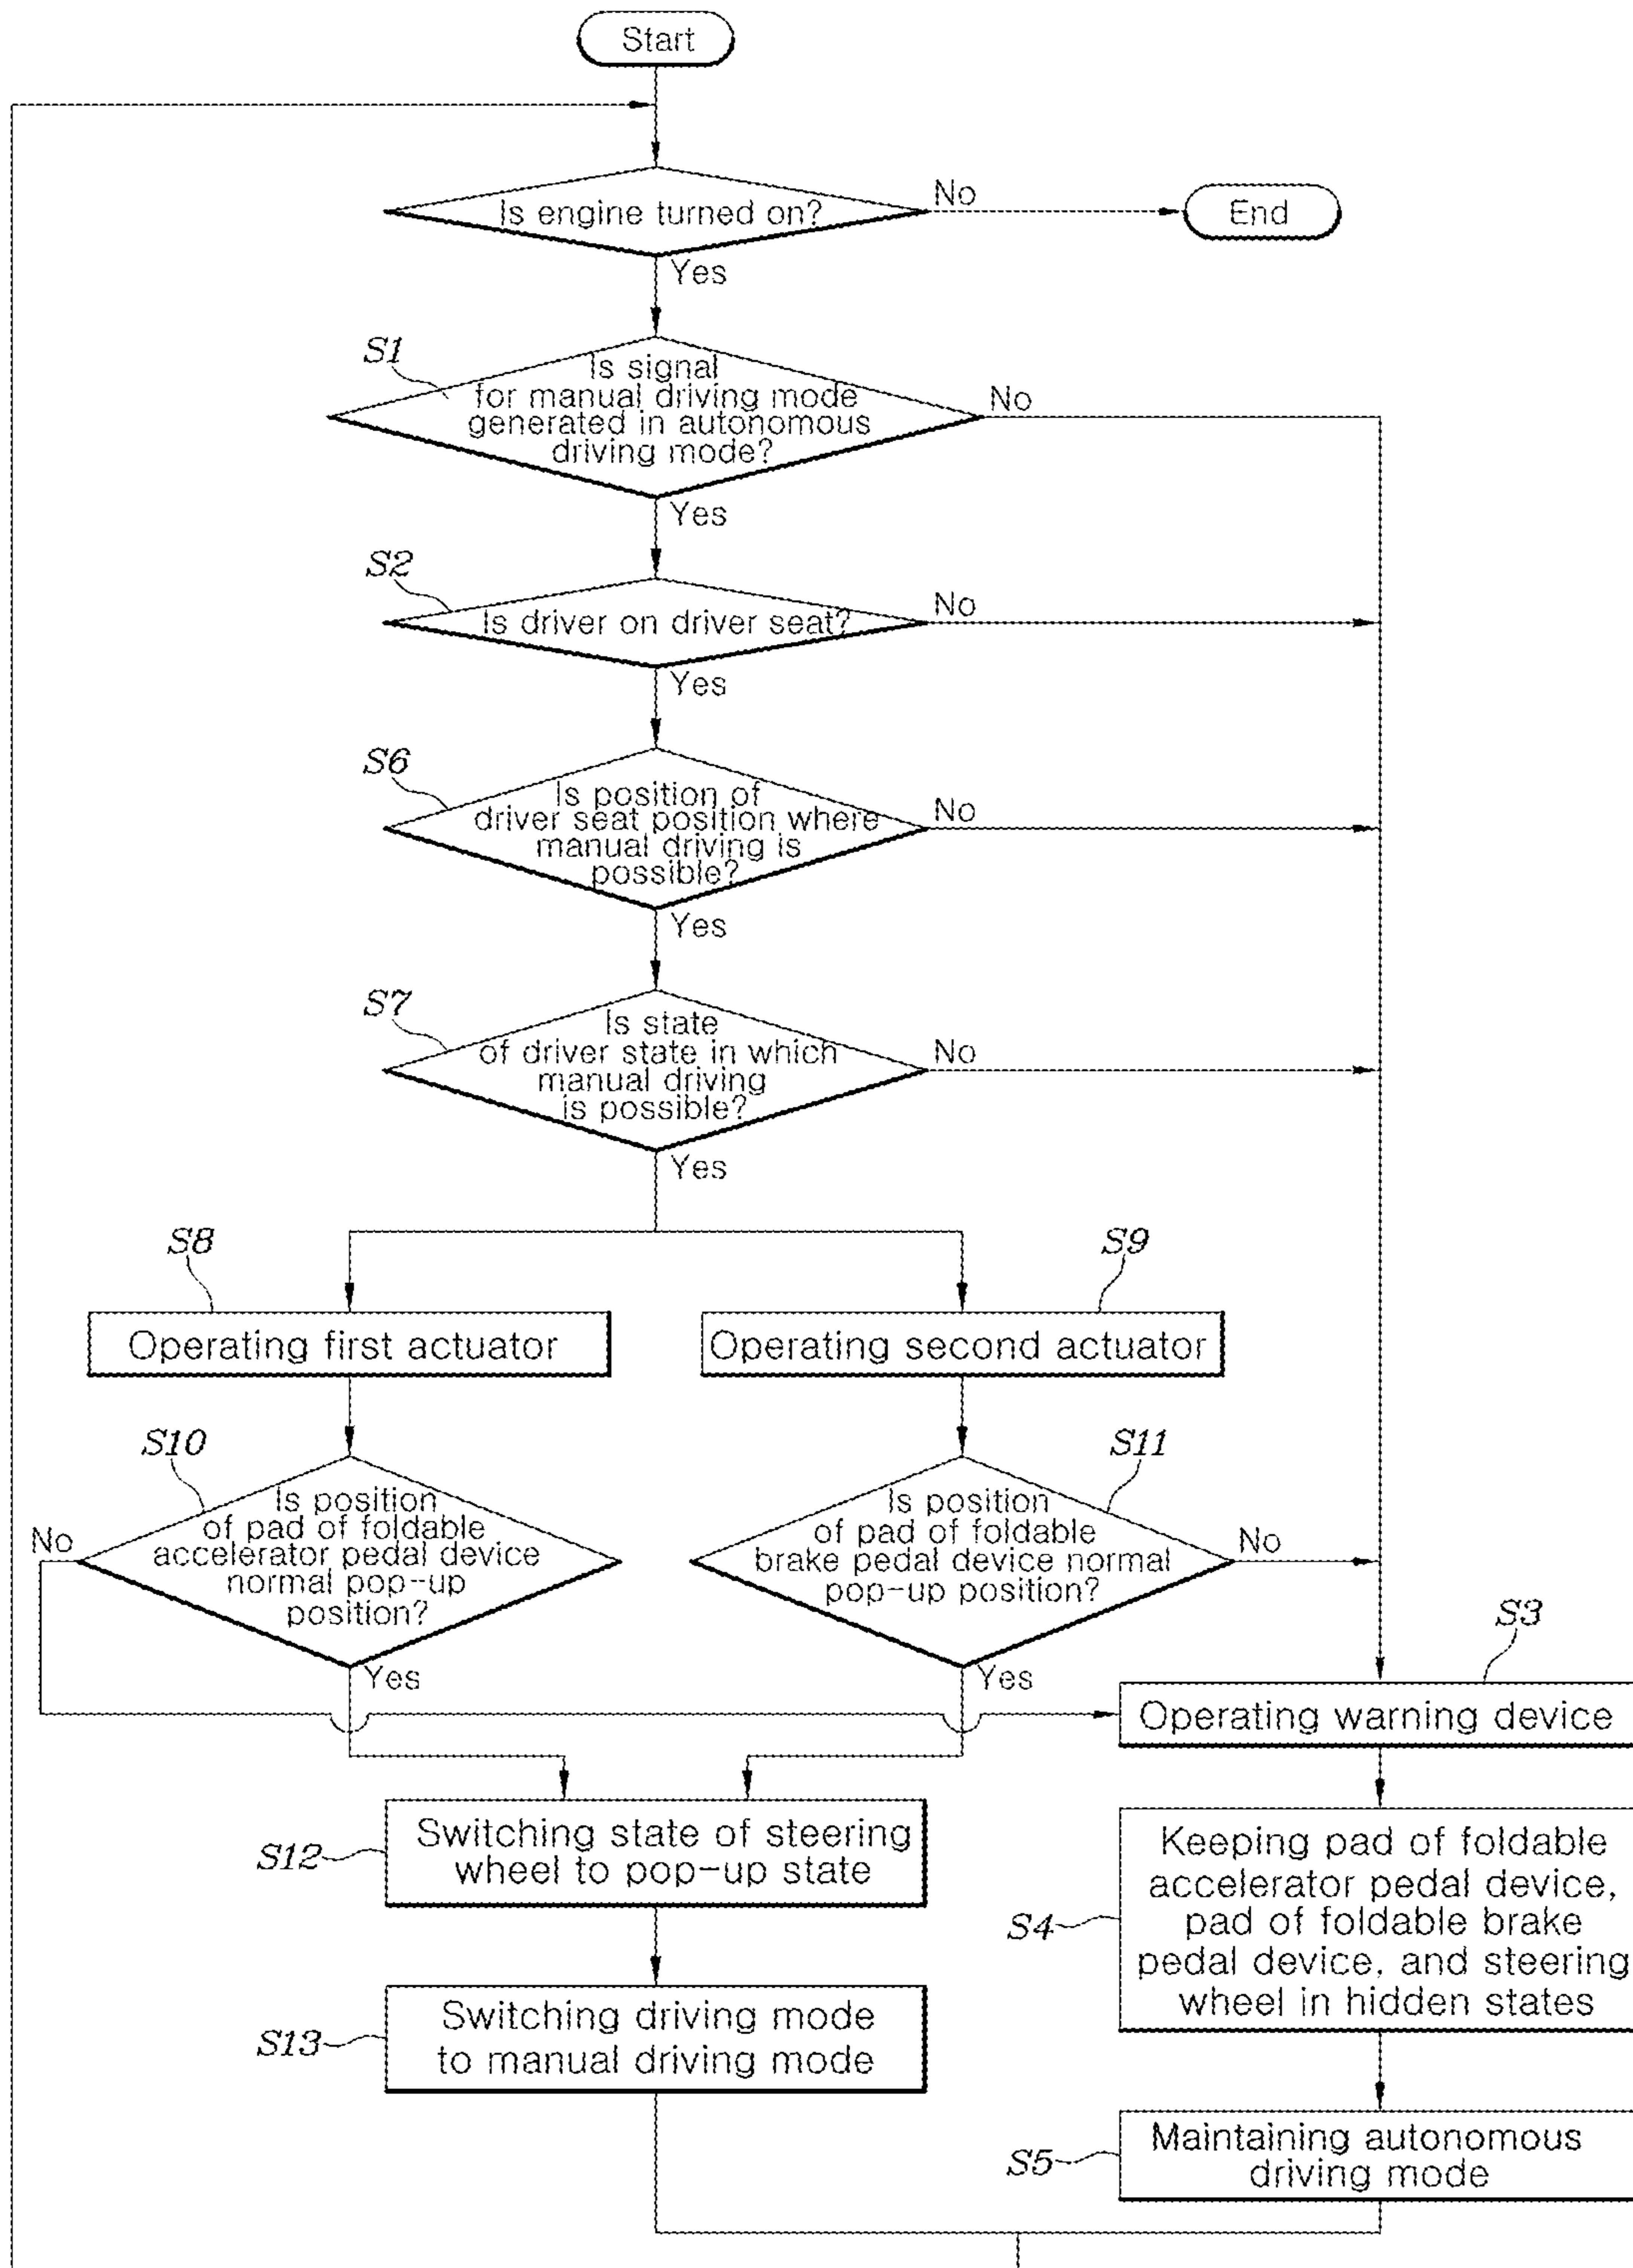 Start
Is engine turned on?
No
End
Yes
S1
Is signal
for manual driving mode
generated in autonomous
driving mode?
No
Yes
S2
Is driver on driver seat?
No
Yes
S6
Is position of
driver seat position where
manual driving is
possible?
No
Yes
S7
Is state
of driver state in which
manual driving
is possible?
No
Yes
S8
S9
Operating first actuator
Operating second actuator
S10
Is position
of pad of foldable
accelerator pedal device
normal pop-up
position?
No
Yes
S11
Is position
of pad of foldable
brake pedal device normal
pop-up position?
No
Yes
S3
Operating warning device
S12
Switching state of steering
wheel to pop-up state
S4
Keeping pad of foldable
accelerator pedal device,
pad of foldable brake
pedal device, and steering
wheel in hidden states
S13
Switching driving mode
to manual driving mode
S5
Maintaining autonomous
driving mode